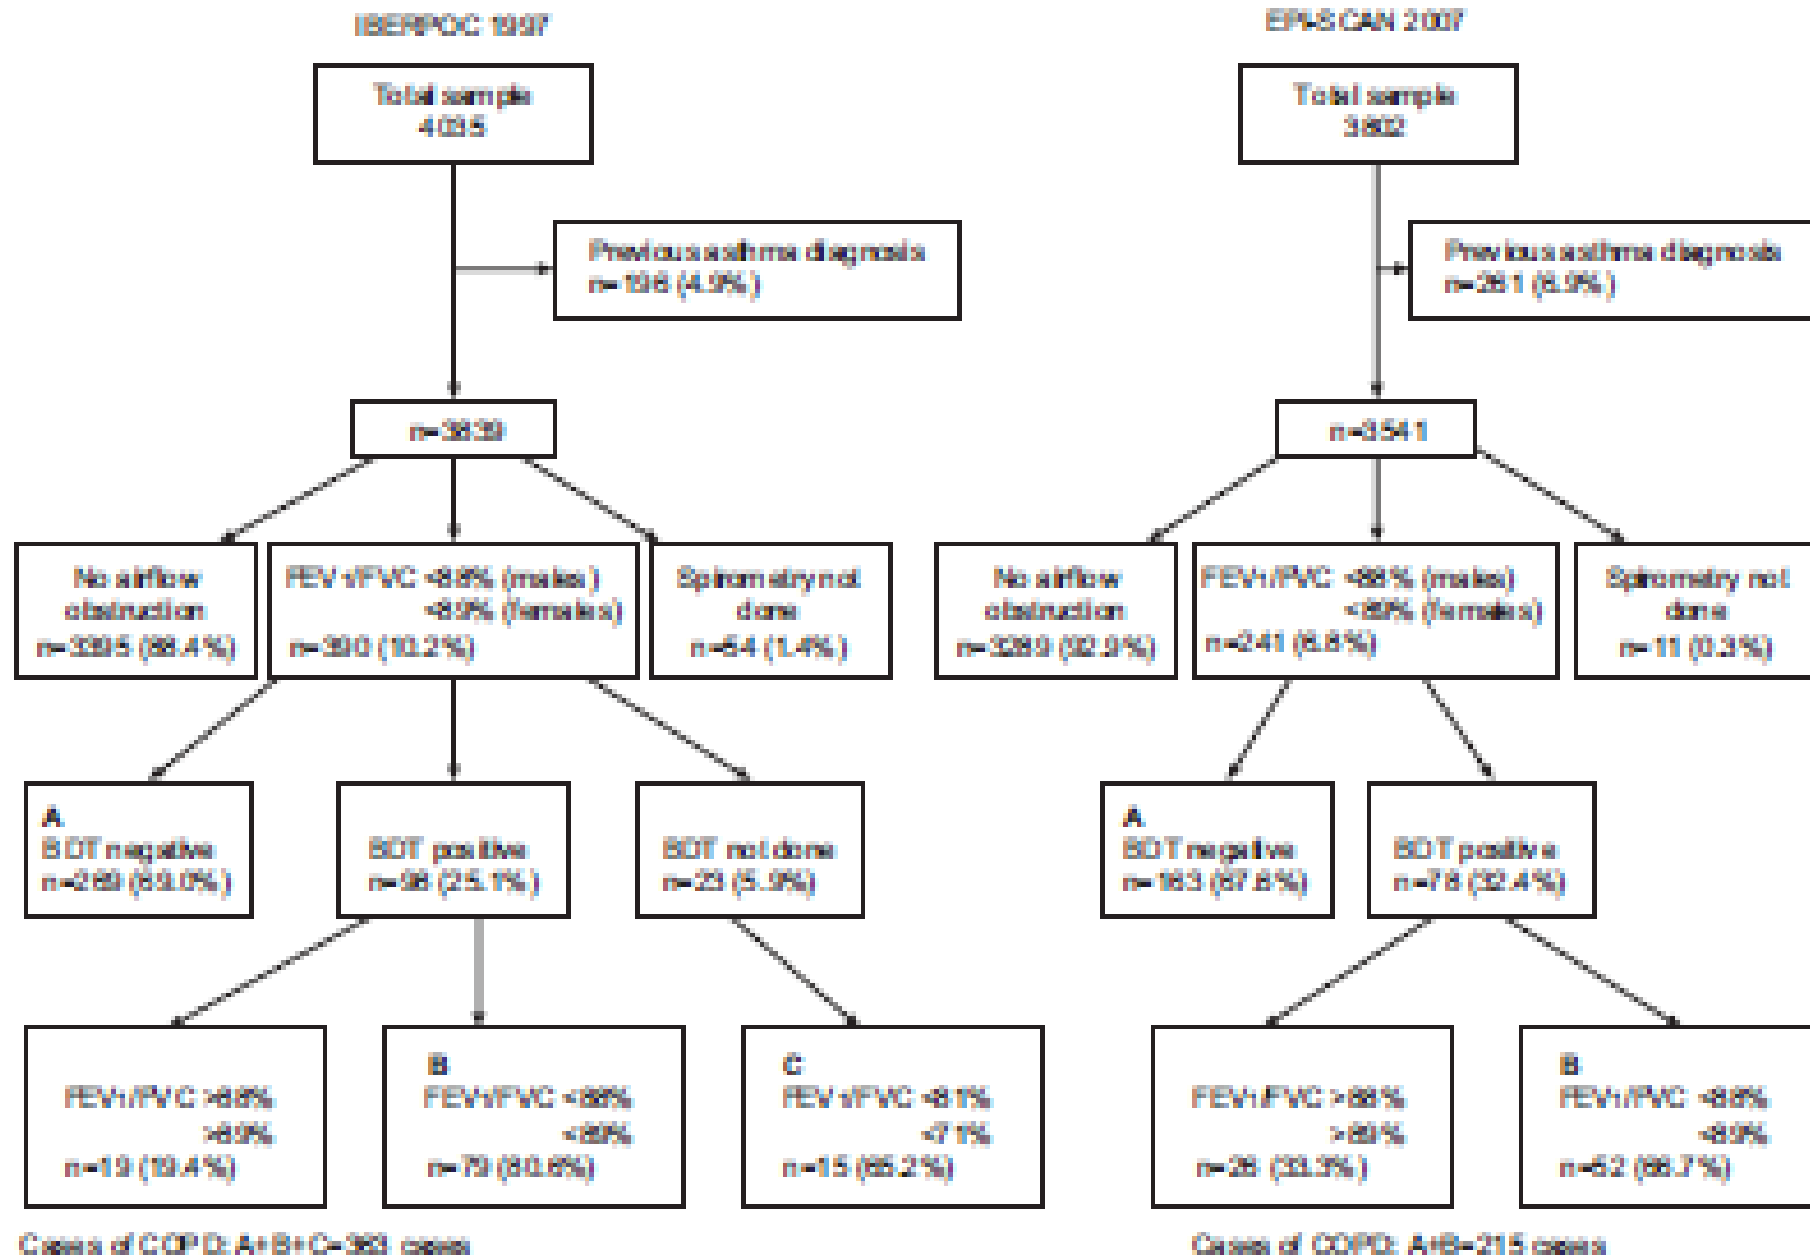 IBERPOC 1997
Total sample
4035
Previous asthma diagnosis
n=196 (4.9%)
n=3839
No airflow
obstruction
n=3395 (88.4%)
FEV1/FVC <88% (males)
<89% (females)
n=390 (10.2%)
Spirometry not
done
n=54 (1.4%)
A
BDT negative
n=269 (69.0%)
BDT positive
n=98 (25.1%)
BDT not done
n=23 (5.9%)
FEV1/FVC >88%
>89%
n=19 (19.4%)
B
FEV1/FVC <88%
<89%
n=79 (80.6%)
C
FEV1/FVC <81%
<71%
n=15 (65.2%)
Cases of COPD: A+B+C=363 cases
EPI-SCAN 2007
Total sample
3802
Previous asthma diagnosis
n=261 (6.9%)
n=3541
No airflow
obstruction
n=3289 (92.9%)
FEV1/FVC <88% (males)
<89% (females)
n=241 (6.8%)
Spirometry not
done
n=11 (0.3%)
A
BDT negative
n=163 (67.6%)
BDT positive
n=78 (32.4%)
FEV1/FVC >88%
>89%
n=26 (33.3%)
B
FEV1/FVC <88%
<89%
n=52 (66.7%)
Cases of COPD: A+B=215 cases